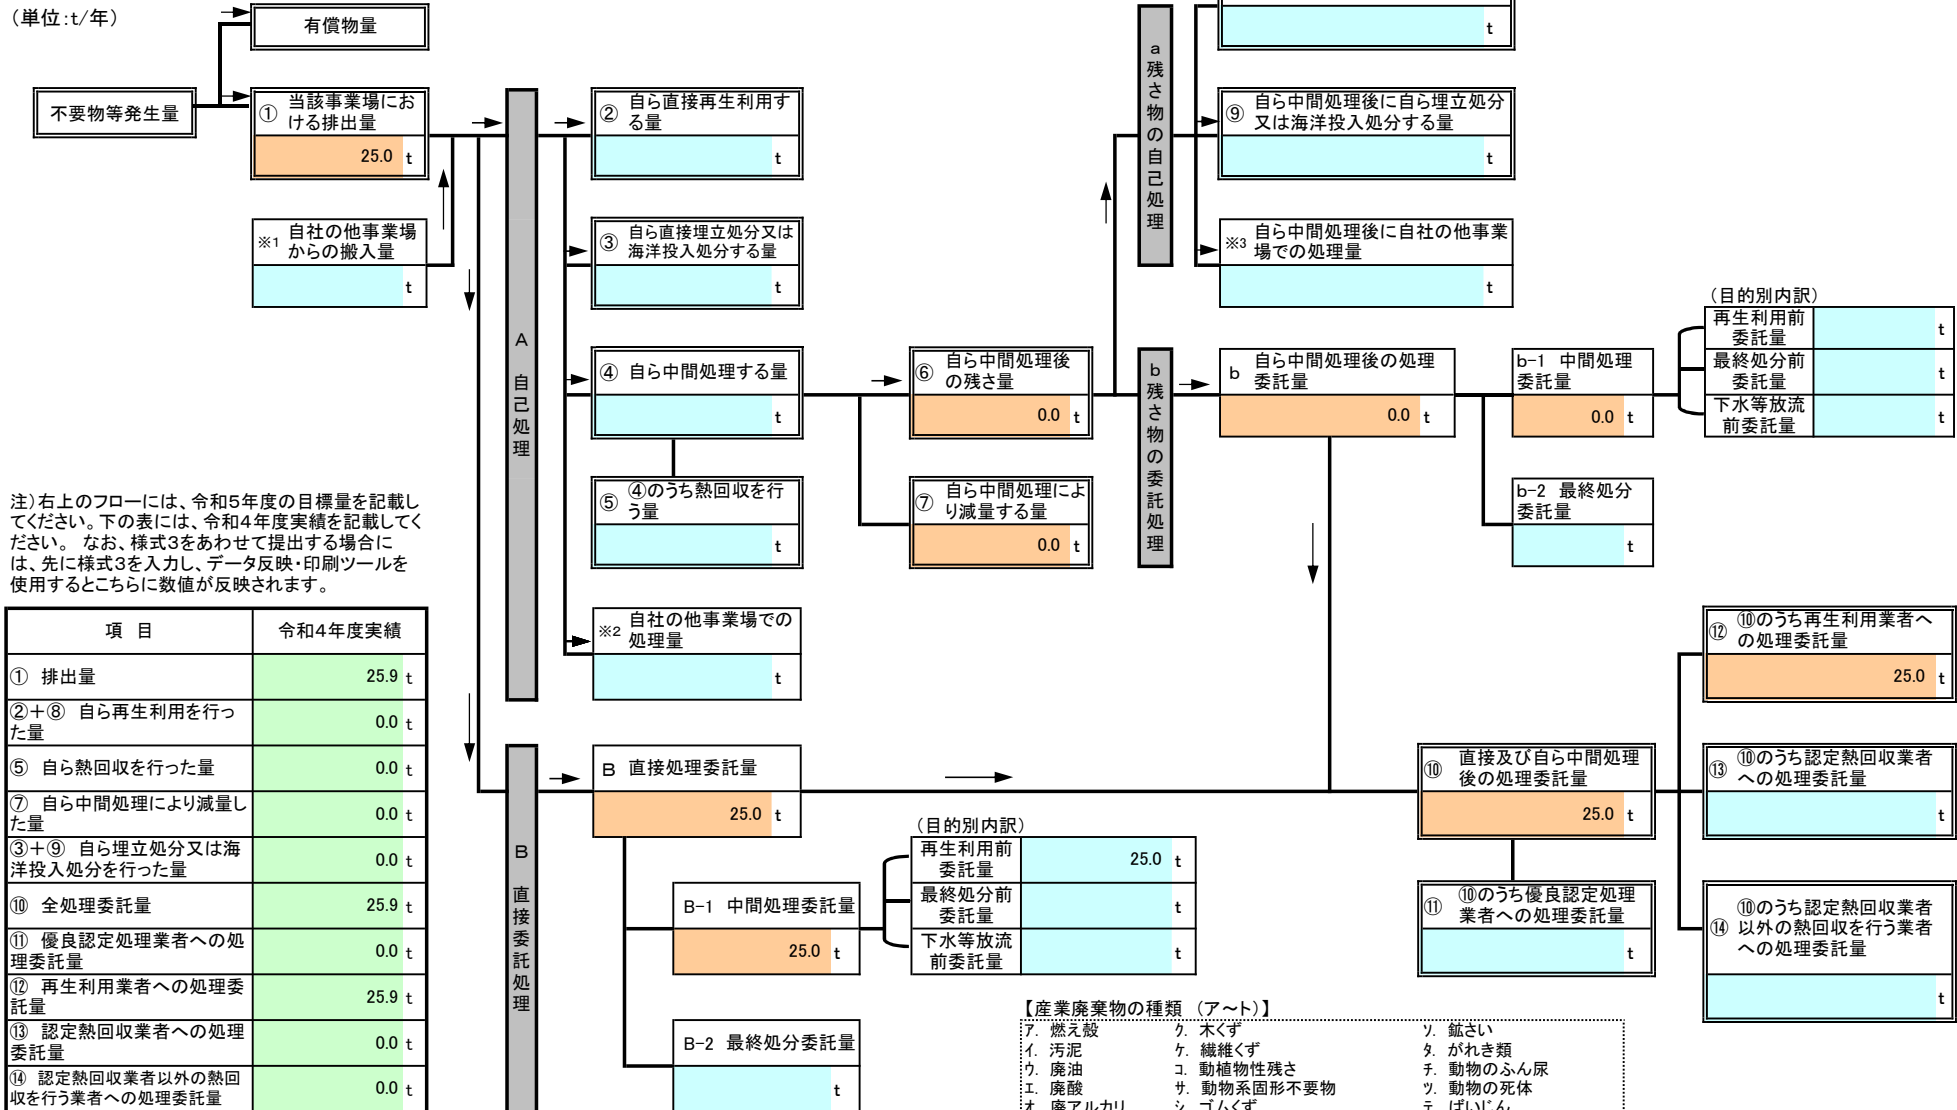 (単位:t/年)
有償物量
不要物等発生量
① 当該事業場にお
ける排出量
25.0 t
※1 自社の他事業場
からの搬入量
t
A 自己処理
② 自ら直接再生利用す
る量
t
③ 自ら直接埋立処分又は
海洋投入処分する量
t
④ 自ら中間処理する量
t
⑤ ④のうち熱回収を行
う量
t
※2 自社の他事業場での
処理量
t
⑥ 自ら中間処理後
の残さ量
0.0 t
⑦ 自ら中間処理によ
り減量する量
0.0 t
a 残さ物の自己処理
t
⑨ 自ら中間処理後に自ら埋立処分
又は海洋投入処分する量
t
※3 自ら中間処理後に自社の他事業
場での処理量
t
b 残さ物の委託処理
b 自ら中間処理後の処理
委託量
0.0 t
b-1 中間処理
委託量
0.0 t
(目的別内訳)
再生利用前
委託量
t
最終処分前
委託量
t
下水等放流
前委託量
t
b-2 最終処分
委託量
t
注)右上のフローには、令和5年度の目標量を記載し
てください。下の表には、令和4年度実績を記載してく
ださい。 なお、様式3をあわせて提出する場合に
は、先に様式3を入力し、データ反映・印刷ツールを
使用するとこちらに数値が反映されます。
項 目 令和4年度実績
① 排出量 25.9 t
②+⑧ 自ら再生利用を行っ
た量 0.0 t
⑤ 自ら熱回収を行った量 0.0 t
⑦ 自ら中間処理により減量し
た量 0.0 t
③+⑨ 自ら埋立処分又は海
洋投入処分を行った量 0.0 t
⑩ 全処理委託量 25.9 t
⑪ 優良認定処理業者への処
理委託量 0.0 t
⑫ 再生利用業者への処理委
託量 25.9 t
⑬ 認定熱回収業者への処理
委託量 0.0 t
⑭ 認定熱回収業者以外の熱回
収を行う業者への処理委託量 0.0 t
B 直接委託処理
B 直接処理委託量
25.0 t
B-1 中間処理委託量
25.0 t
(目的別内訳)
再生利用前
委託量
25.0 t
最終処分前
委託量
t
下水等放流
前委託量
t
B-2 最終処分委託量
t
⑩ 直接及び自ら中間処理
後の処理委託量
25.0 t
⑪ ⑩のうち優良認定処理
業者への処理委託量
t
⑫ ⑩のうち再生利用業者へ
の処理委託量
25.0 t
⑬ ⑩のうち認定熱回収業者
への処理委託量
t
⑭ ⑩のうち認定熱回収業者
以外の熱回収を行う業者
への処理委託量
t
【産業廃棄物の種類 (ア~ト)】
ア. 燃え殻 ク. 木くず ソ. 鉱さい
イ. 汚泥 ケ. 繊維くず タ. がれき類
ウ. 廃油 コ. 動植物性残さ チ. 動物のふん尿
エ. 廃酸 サ. 動物系固形不要物 ツ. 動物の死体
オ. 廃アルカリ シ. ゴムくず テ. ばいじん